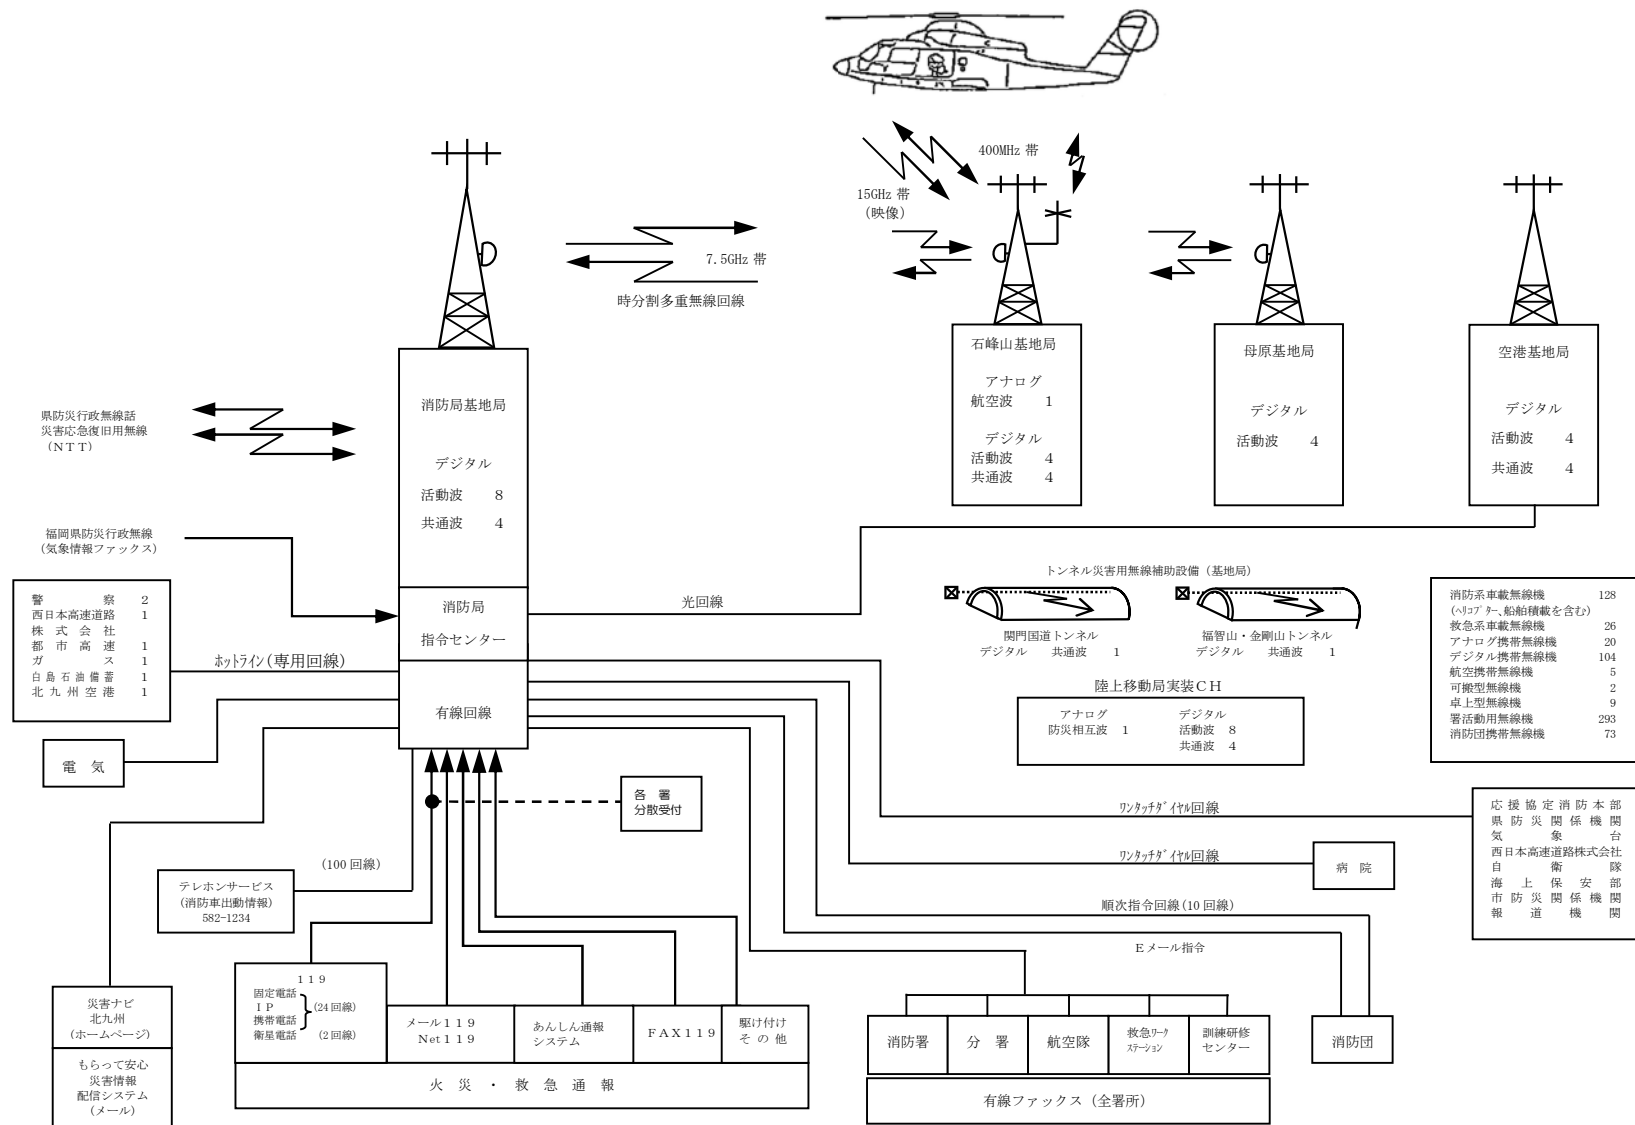 400MHz 帯
15GHz 帯
(映像)
7.5GHz 帯
時分割多重無線回線
石峰山基地局
アナログ
航空波 1
デジタル
活動波 4
共通波 4
母原基地局
デジタル
活動波 4
空港基地局
デジタル
活動波 4
共通波 4
消防局基地局
デジタル
活動波 8
共通波 4
県防災行政無線話
災害応急復旧用無線
(NTT)
福岡県防災行政無線
(気象情報ファックス)
警察 2
西日本高速道路 1
株式会社
都市高速 1
ガス 1
白島石油備蓄 1
北九州空港 1
消防局
指令センター
光回線
ホットライン(専用回線)
有線回線
電気
トンネル災害用無線補助設備(基地局)
関門国道トンネル
デジタル 共通波 1
福智山・金剛山トンネル
デジタル 共通波 1
陸上移動局実装CH
アナログ
防災相互波 1
デジタル
活動波 8
共通波 4
消防系車載無線機 128
(ヘリコプター、船舶積載を含む)
救急系車載無線機 26
アナログ携帯無線機 20
デジタル携帯無線機 104
航空携帯無線機 5
可搬型無線機 2
卓上型無線機 9
署活動用無線機 293
消防団携帯無線機 73
各署
分散受付
ワンタッチダイヤル回線
応援協定消防本部
県防災関係機関
気象台
西日本高速道路株式会社
自衛隊
海上保安部
市防災関係機関
報道機関
ワンタッチダイヤル回線
病院
(100回線)
テレホンサービス
(消防車出動情報)
582-1234
順次指令回線(10回線)
Eメール指令
災害ナビ
北九州
(ホームページ)
もらって安心
災害情報
配信システム
(メール)
119
固定電話
IP (24回線)
携帯電話
衛星電話 (2回線)
メール119
Net119
あんしん通報
システム
FAX119
駆け付け
その他
火災・救急通報
消防署
分署
航空隊
救急ワーク
ステーション
訓練研修
センター
消防団
有線ファックス(全署所)